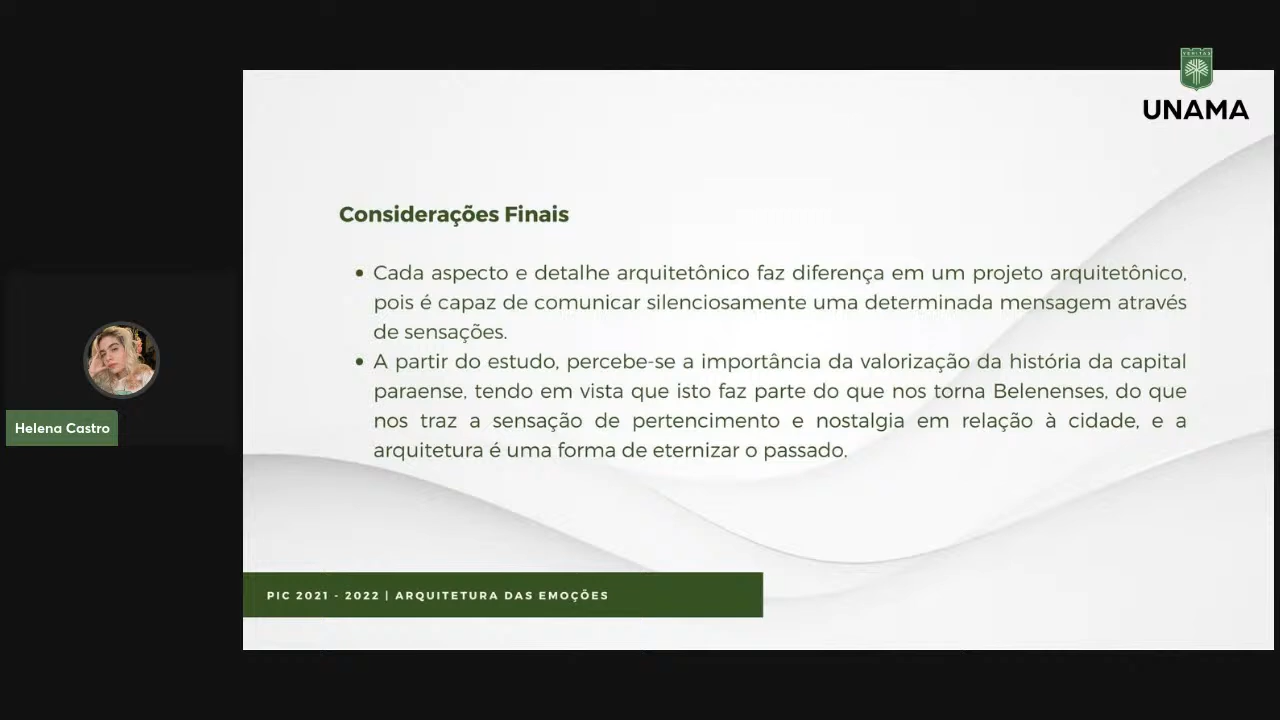 VERITAS
UNAMA
Considerações Finais
• Cada aspecto e detalhe arquitetônico faz diferença em um projeto arquitetônico,
pois é capaz de comunicar silenciosamente uma determinada mensagem através
de sensações.
• A partir do estudo, percebe-se a importância da valorização da história da capital
paraense, tendo em vista que isto faz parte do que nos torna Belenenses, do que
nos traz a sensação de pertencimento e nostalgia em relação à cidade, e a
arquitetura é uma forma de eternizar o passado.
Helena Castro
PIC 2021 - 2022 | ARQUITETURA DAS EMOÇÕES